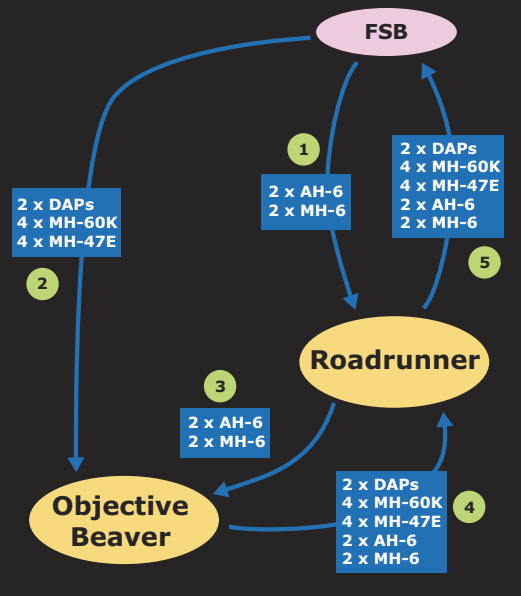 FSB
1
2 x AH-6
2 x MH-6
2 x DAPs
4 x MH-60K
4 x MH-47E
2 x AH-6
2 x MH-6
5
2 x DAPs
4 x MH-60K
4 x MH-47E
2
Roadrunner
3
2 x AH-6
2 x MH-6
Objective
Beaver
2 x DAPs
4 x MH-60K
4 x MH-47E
2 x AH-6
2 x MH-6
4